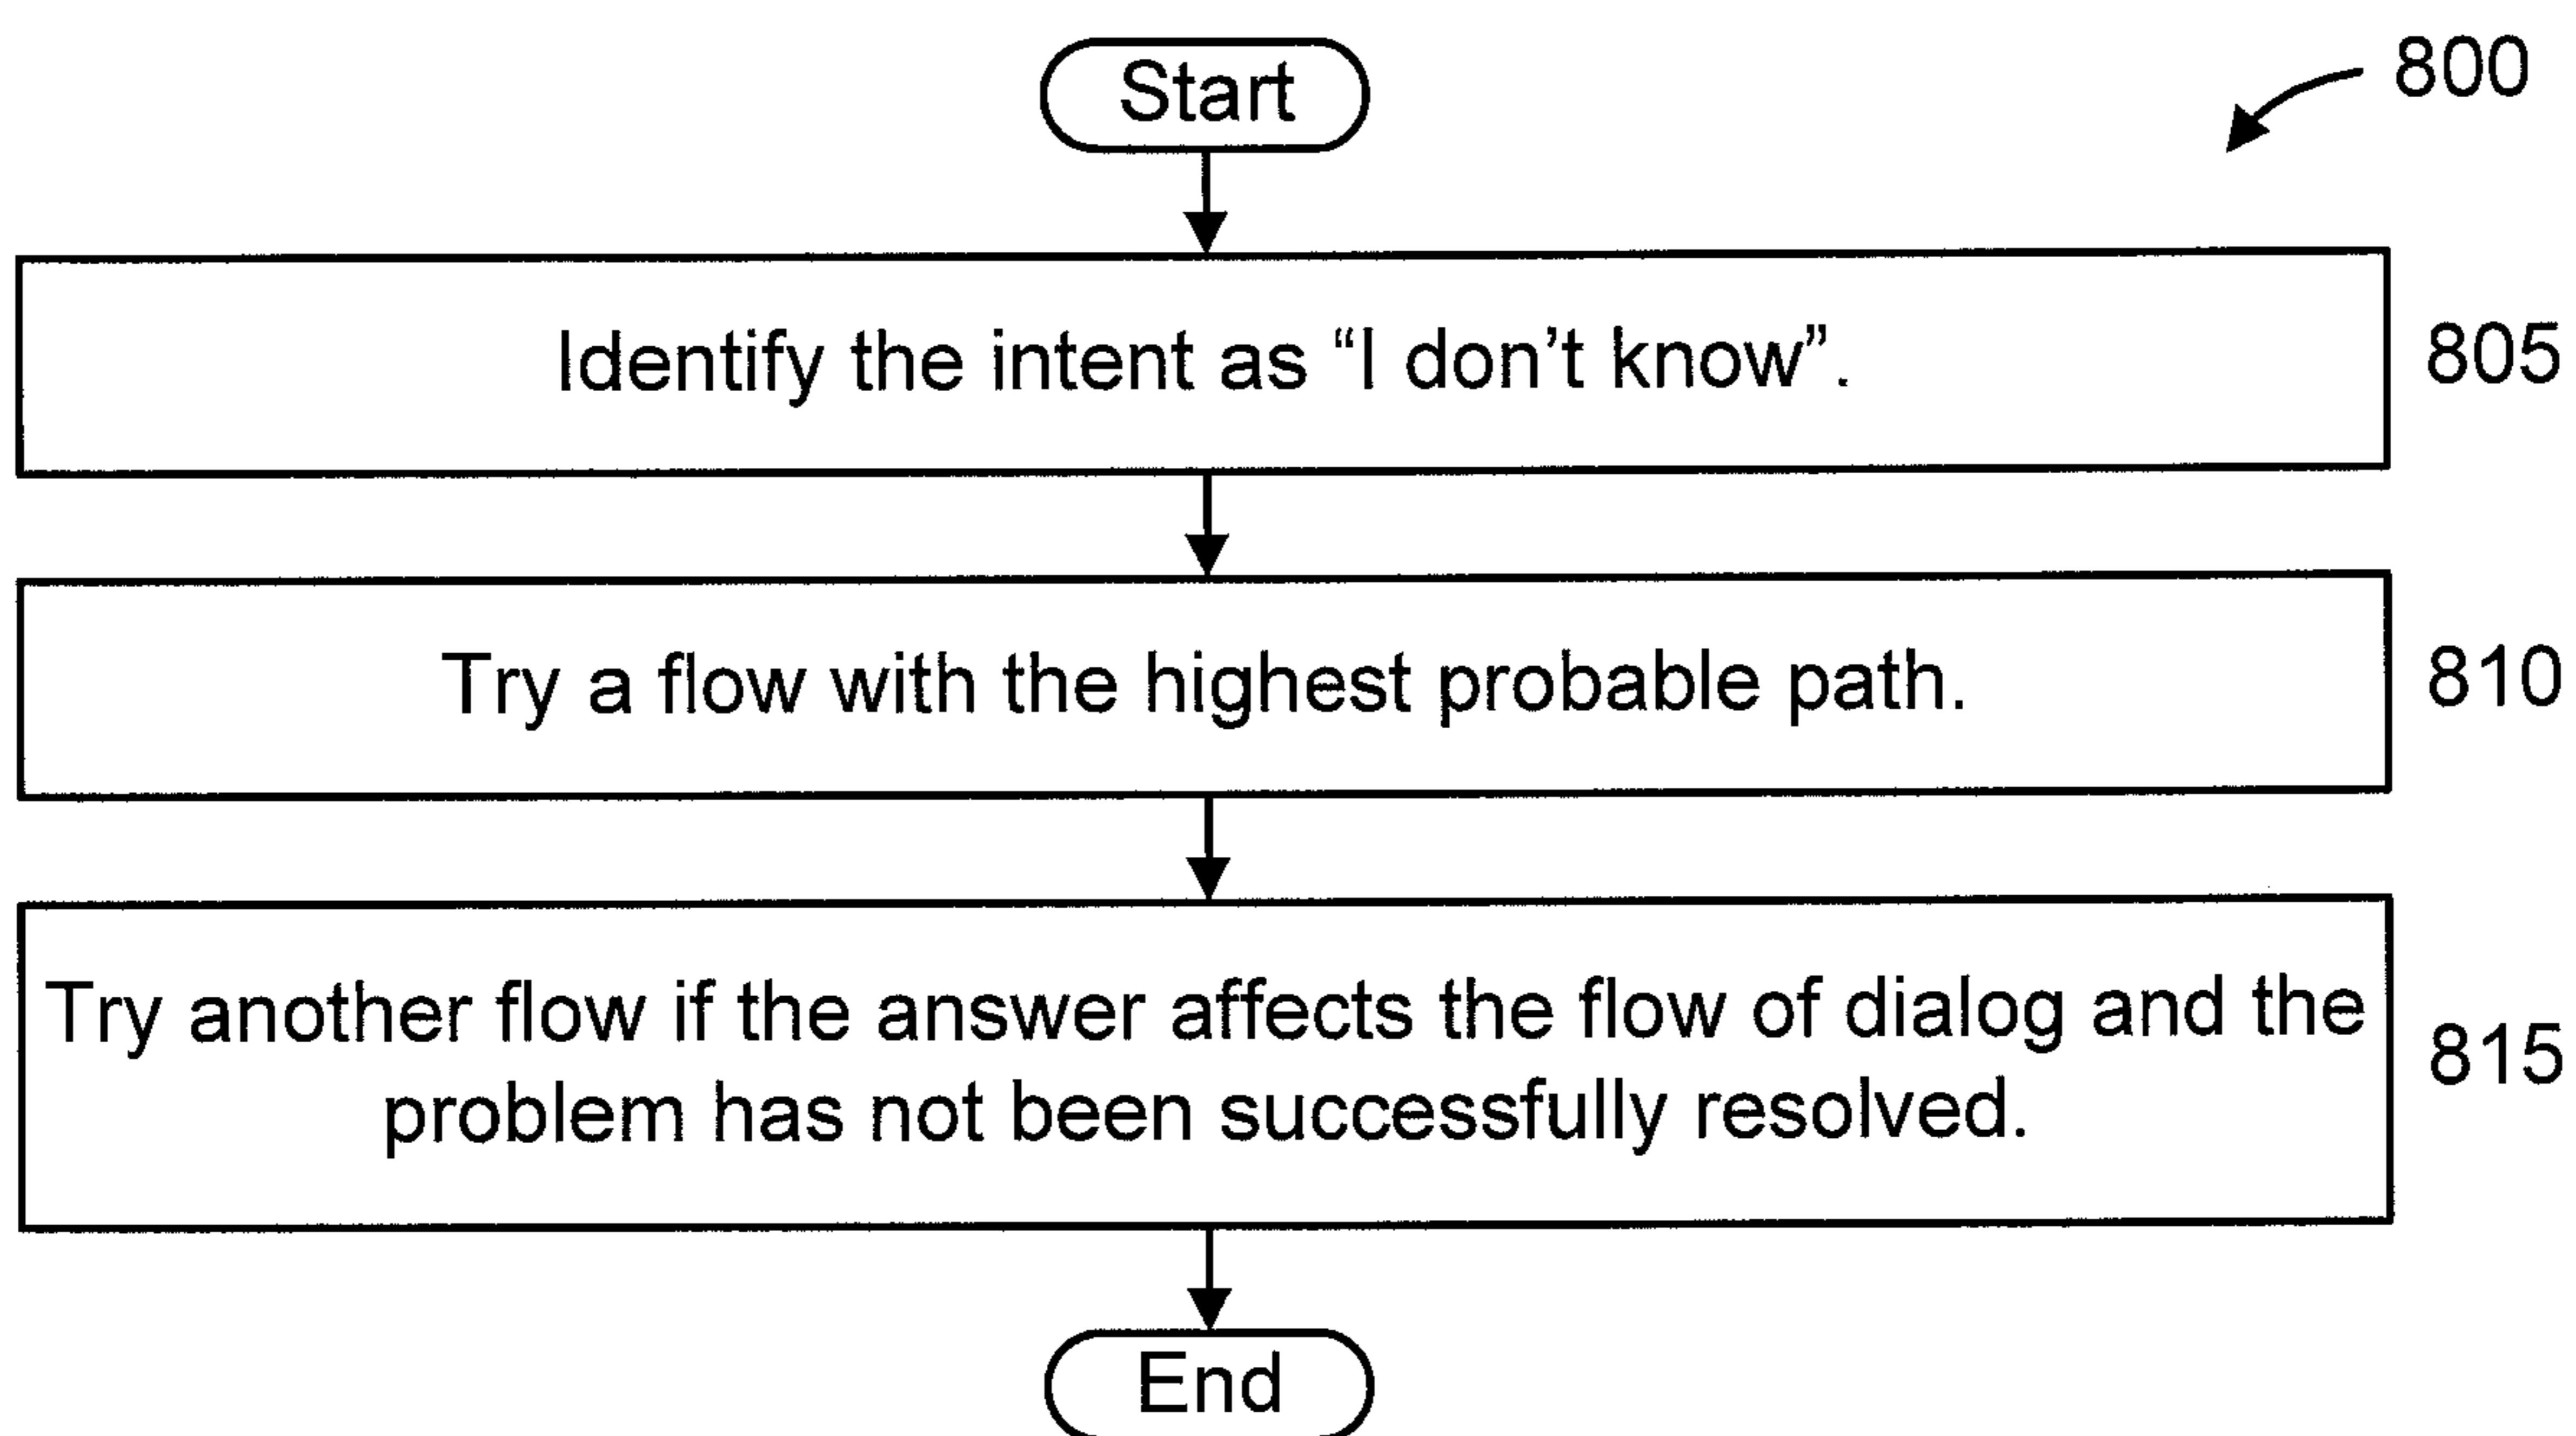 Start
800
Identify the intent as “I don’t know”.
805
Try a flow with the highest probable path.
810
Try another flow if the answer affects the flow of dialog and the
problem has not been successfully resolved.
815
End